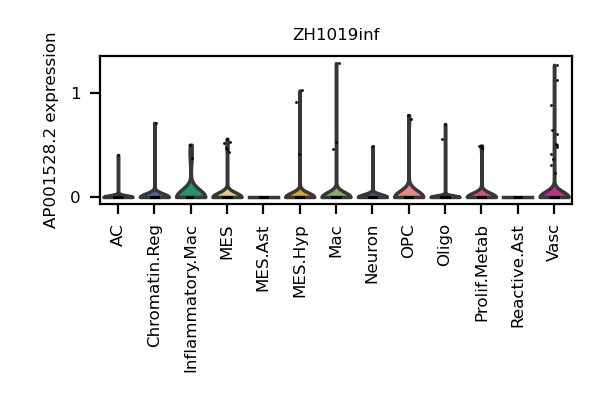 ZH1019inf
AP001528.2 expression
1
0
AC
Chromatin.Reg
Inflammatory.Mac
MES
MES.Ast
MES.Hyp
Mac
Neuron
OPC
Oligo
Prolif.Metab
Reactive.Ast
Vasc